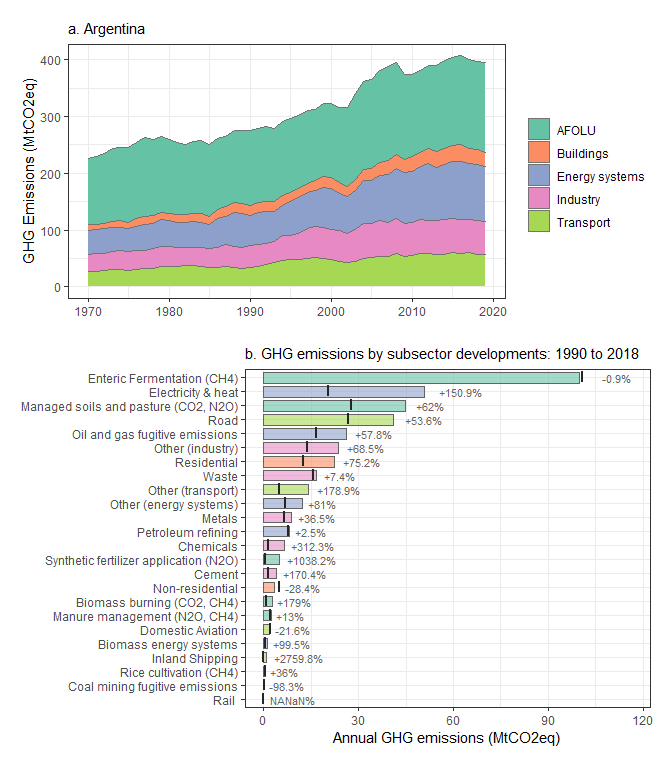 a. Argentina
GHG Emissions (MtCO2eq)
400
300
200
100
0
1970
1980
1990
2000
2010
2020
AFOLU
Buildings
Energy systems
Industry
Transport
b. GHG emissions by subsector developments: 1990 to 2018
Enteric Fermentation (CH4) -0.9%
Electricity & heat +150.9%
Managed soils and pasture (CO2, N2O) +62%
Road +53.6%
Oil and gas fugitive emissions +57.8%
Other (industry) +68.5%
Residential +75.2%
Waste +7.4%
Other (transport) +178.9%
Other (energy systems) +81%
Metals +36.5%
Petroleum refining +2.5%
Chemicals +312.3%
Synthetic fertilizer application (N2O) +1038.2%
Cement +170.4%
Non-residential -28.4%
Biomass burning (CO2, CH4) +179%
Manure management (N2O, CH4) +13%
Domestic Aviation -21.6%
Biomass energy systems +99.5%
Inland Shipping +2759.8%
Rice cultivation (CH4) +36%
Coal mining fugitive emissions -98.3%
Rail NANaN%
0 30 60 90 120
Annual GHG emissions (MtCO2eq)